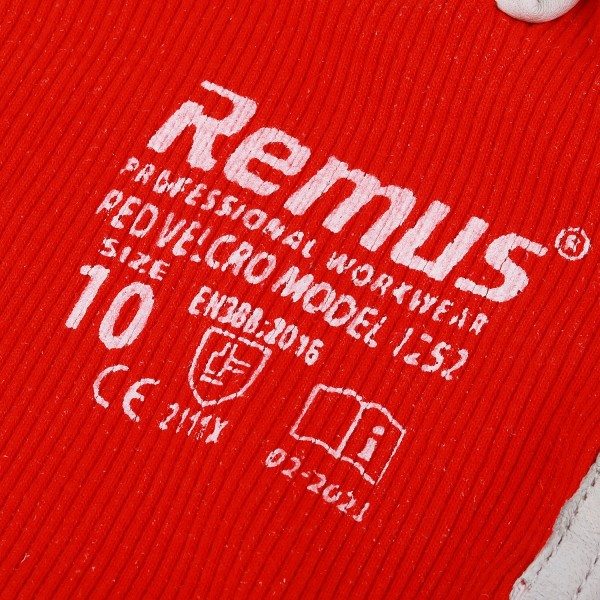 Remus®
PROFESSIONAL WORKWEAR
RED VELCRO MODEL 1252
SIZE
10
EN388:2016
CE 2111X
i
02-2021